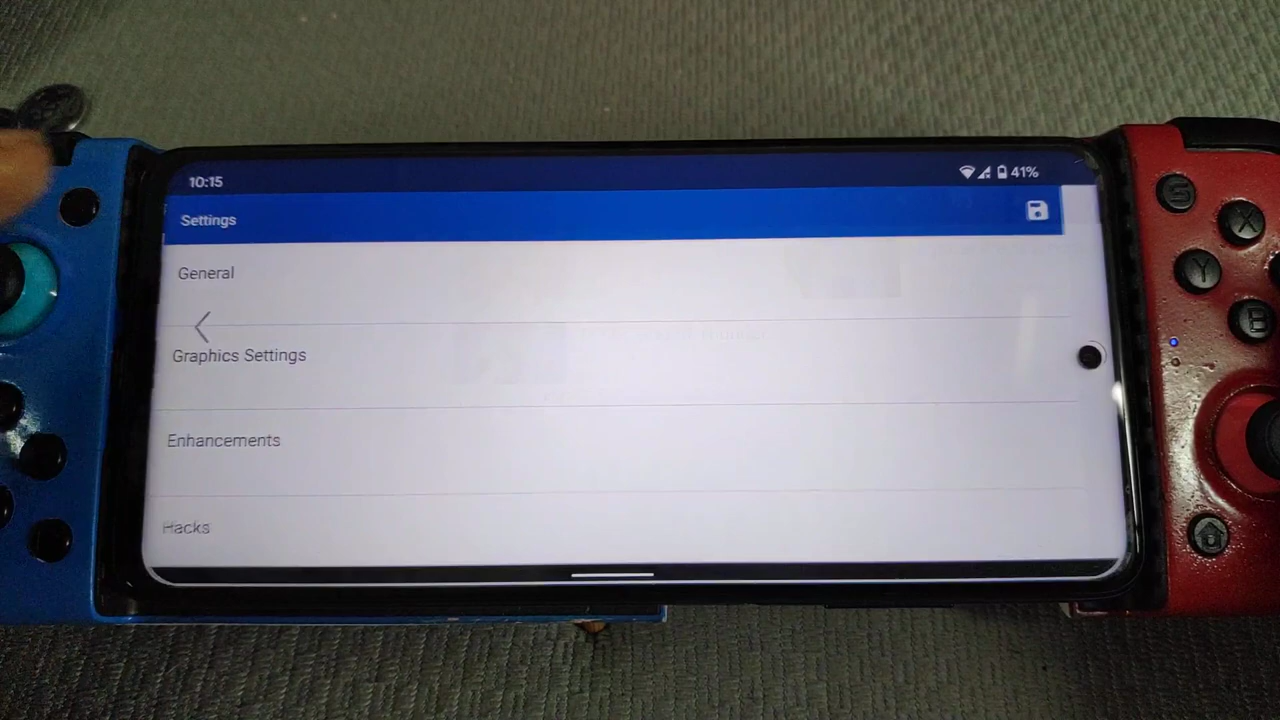 10:15
41%
Settings
General
Graphics Settings
Enhancements
Hacks
S
X
Y
B